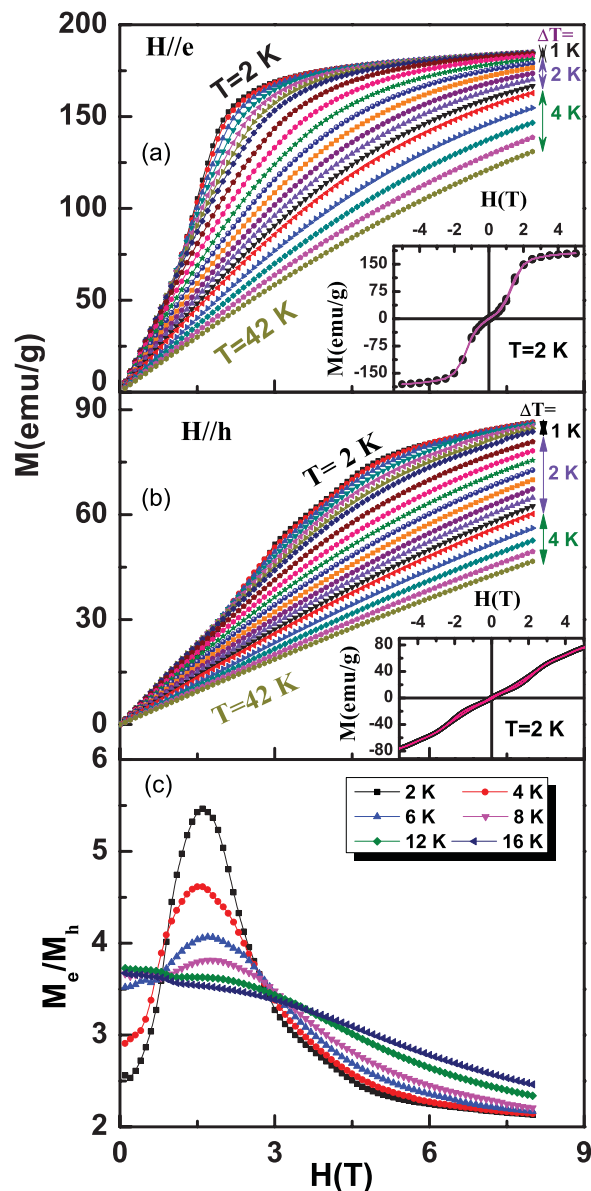 200
H//e
T=2 K
ΔT=
1 K
2 K
4 K
150
(a)
100
H(T)
-4 -2 0 2 4
150
75
0
-75
-150
M(emu/g)
T=2 K
50
T=42 K
0
M(emu/g)
90
H//h
T= 2 K
ΔT=
1 K
2 K
4 K
(b)
60
30
H(T)
-4 0 4
80
40
0
-40
-80
M(emu/g)
T=2 K
T=42 K
0
6
(c)
2 K 4 K
6 K 8 K
12 K 16 K
5
4
3
2
Me/Mh
0 3 6 9
H(T)